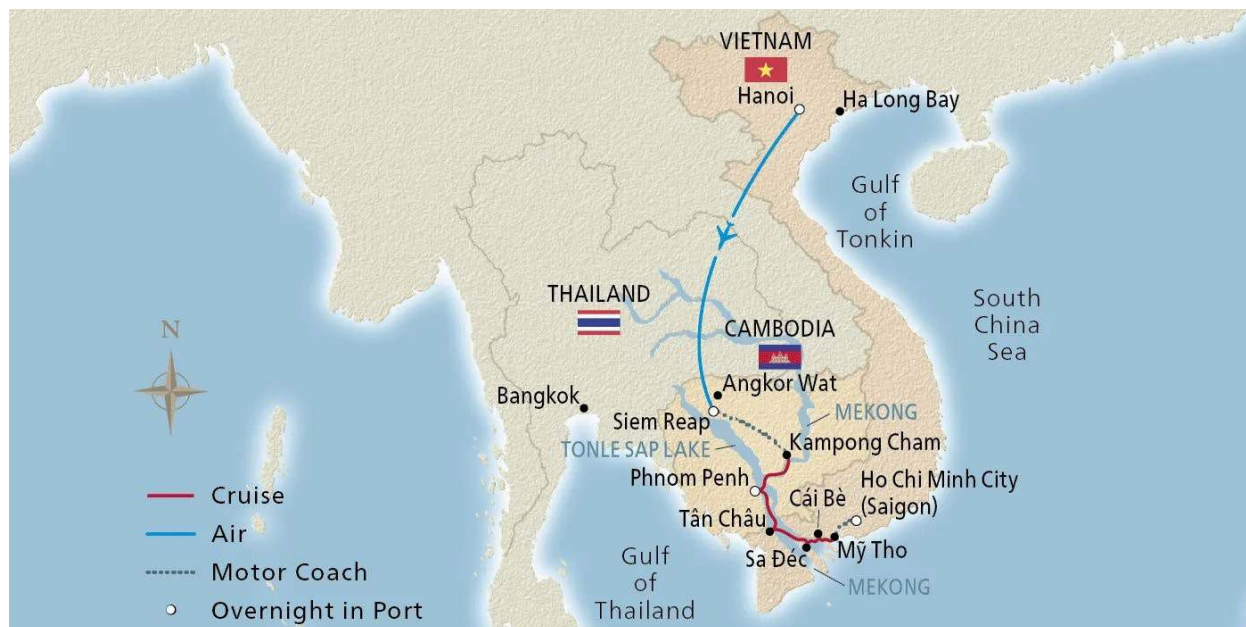 VIETNAM
Hanoi
Ha Long Bay
Gulf
of
Tonkin
South
China
Sea
THAILAND
CAMBODIA
N
Angkor Wat
Bangkok
Siem Reap
MEKONG
TONLE SAP LAKE
Kampong Cham
Phnom Penh
Ho Chi Minh City
(Saigon)
Cái Bè
Tân Châu
Sa Đéc
Mỹ Tho
MEKONG
Gulf
of
Thailand
Cruise
Air
Motor Coach
Overnight in Port